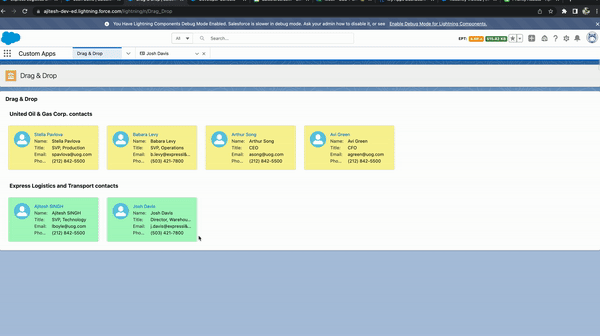 ajitesh-dev-ed.lightning.force.com/lightning/n/Drag_Drop
You Have Lightning Components Debug Mode Enabled. Salesforce is slower in debug mode. Ask your admin how to disable it, or see Enable Debug Mode for Lightning Components.
All
Search...
EPT:
Custom Apps
Drag & Drop
Josh Davis
Drag & Drop
Drag & Drop
United Oil & Gas Corp. contacts
Stella Pavlova
Name: Stella Pavlova
Title: SVP, Production
Email: spavlova@uog.com
Pho... (212) 842-5500
Babara Levy
Name: Babara Levy
Title: SVP, Operations
Email: b.levy@expressl&...
Pho... (503) 421-7800
Arthur Song
Name: Arthur Song
Title: CEO
Email: asong@uog.com
Pho... (212) 842-5500
Avi Green
Name: Avi Green
Title: CFO
Email: agreen@uog.com
Pho... (212) 842-5500
Express Logistics and Transport contacts
Ajitesh SINGH
Name: Ajitesh SINGH
Title: SVP, Technology
Email: lboyle@uog.com
Pho... (212) 842-5500
Josh Davis
Name: Josh Davis
Title: Director, Warehou...
Email: j.davis@expressl&...
Pho... (503) 421-7800